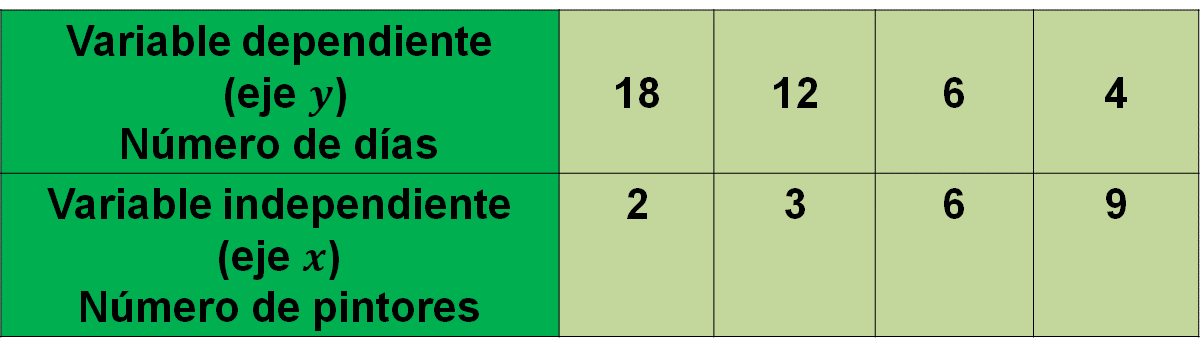 Variable dependiente
(eje y)
Número de días
18 12 6 4
Variable independiente
(eje x)
Número de pintores
2 3 6 9